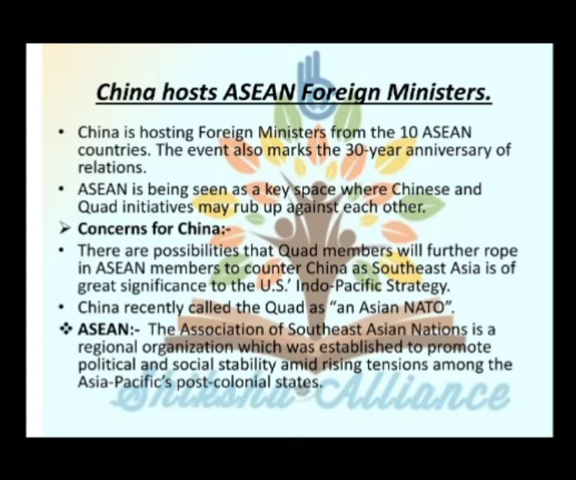 China hosts ASEAN Foreign Ministers.
• China is hosting Foreign Ministers from the 10 ASEAN
countries. The event also marks the 30-year anniversary of
relations.
• ASEAN is being seen as a key space where Chinese and
Quad initiatives may rub up against each other.
➤ Concerns for China:-
• There are possibilities that Quad members will further rope
in ASEAN members to counter China as Southeast Asia is of
great significance to the U.S.' Indo-Pacific Strategy.
• China recently called the Quad as “an Asian NATO”.
❖ ASEAN:- The Association of Southeast Asian Nations is a
regional organization which was established to promote
political and social stability amid rising tensions among the
Asia-Pacific's post-colonial states.
Shiksha Alliance